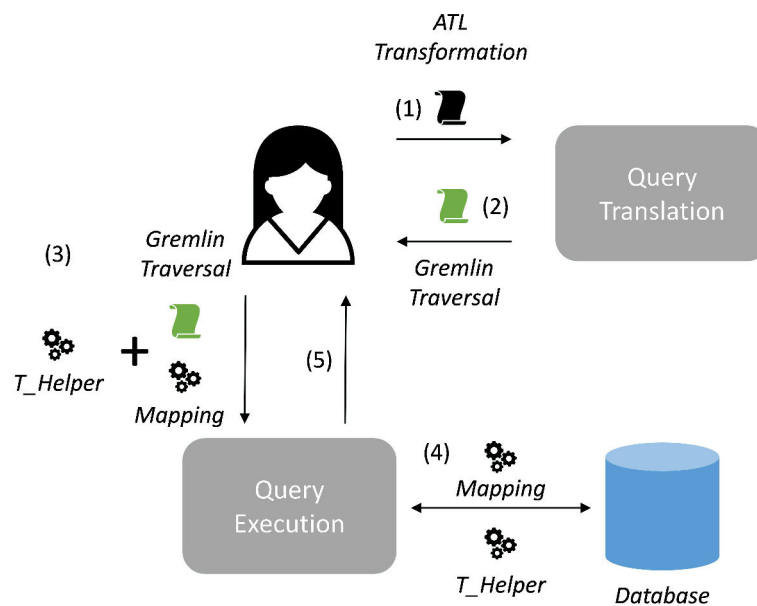 ATL
Transformation
(1)
Query
Translation
(2)
Gremlin
Traversal
(3)
Gremlin
Traversal
+
T_Helper
Mapping
(5)
Query
Execution
(4)
Mapping
T_Helper
Database